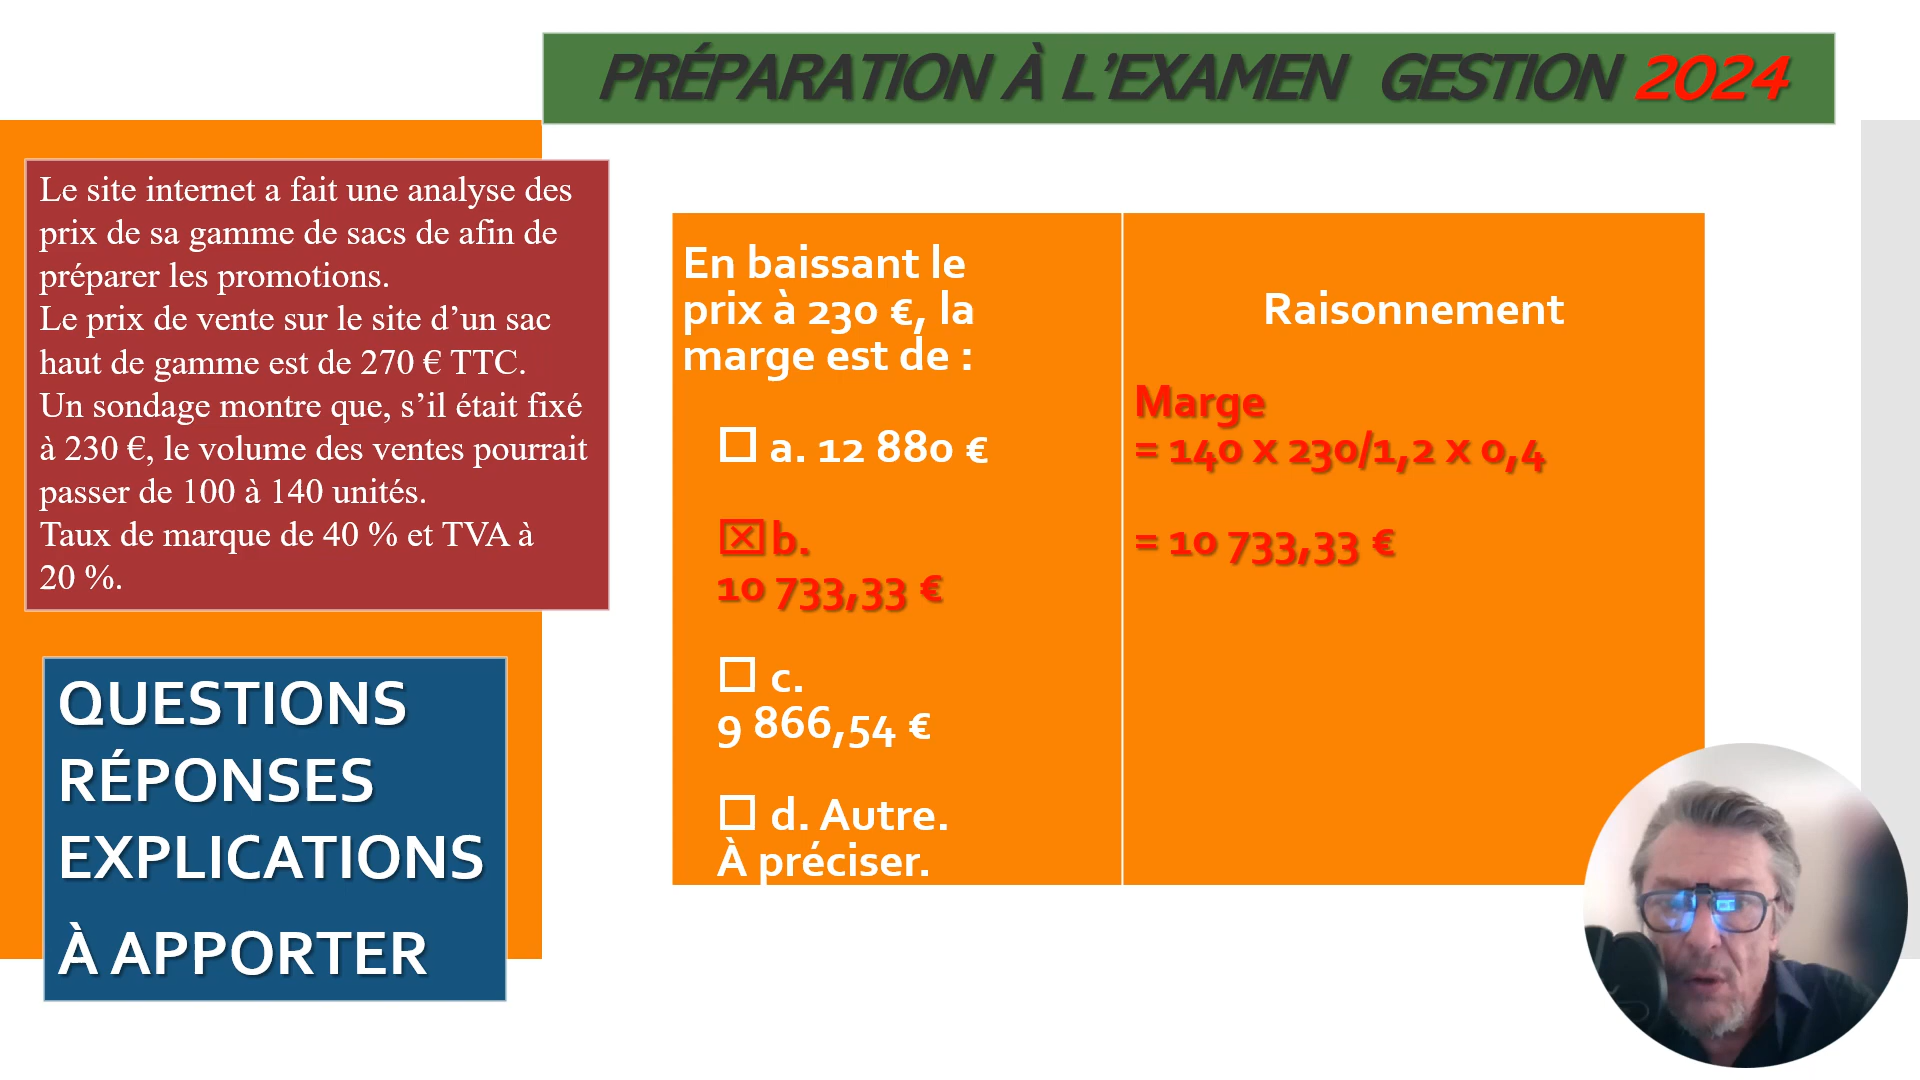 PRÉPARATION À L’EXAMEN GESTION 2024
Le site internet a fait une analyse des
prix de sa gamme de sacs de afin de
préparer les promotions.
Le prix de vente sur le site d’un sac
haut de gamme est de 270 € TTC.
Un sondage montre que, s’il était fixé
à 230 €, le volume des ventes pourrait
passer de 100 à 140 unités.
Taux de marque de 40 % et TVA à
20 %.
QUESTIONS
RÉPONSES
EXPLICATIONS
À APPORTER
En baissant le
prix à 230 €, la
marge est de :
☐ a. 12 880 €
☒ b.
10 733,33 €
☐ c.
9 866,54 €
☐ d. Autre.
À préciser.
Raisonnement
Marge
= 140 x 230/1,2 x 0,4
= 10 733,33 €